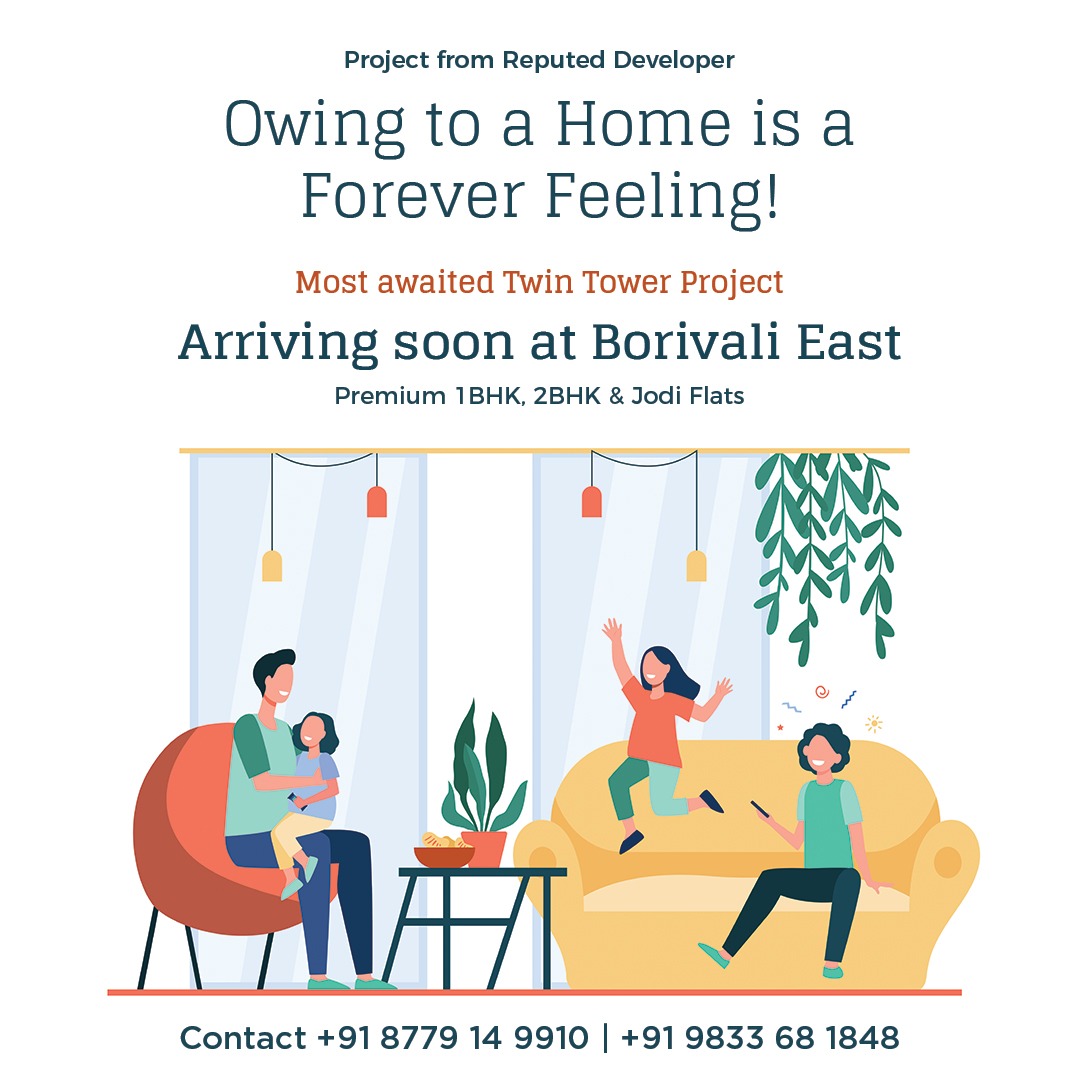 Project from Reputed Developer
Owing to a Home is a
Forever Feeling!
Most awaited Twin Tower Project
Arriving soon at Borivali East
Premium 1BHK, 2BHK & Jodi Flats
Contact +91 8779 14 9910 | +91 9833 68 1848